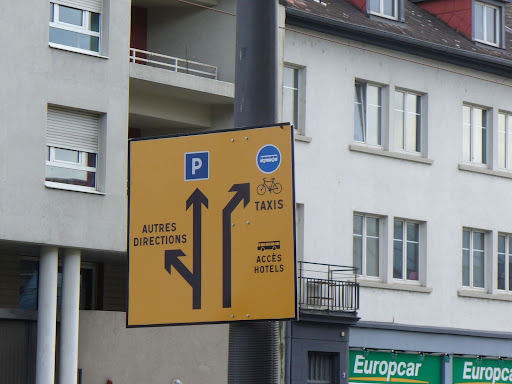 P
AUTRES
DIRECTIONS
TAXIS
ACCÈS
HOTELS
Europcar
Europcar